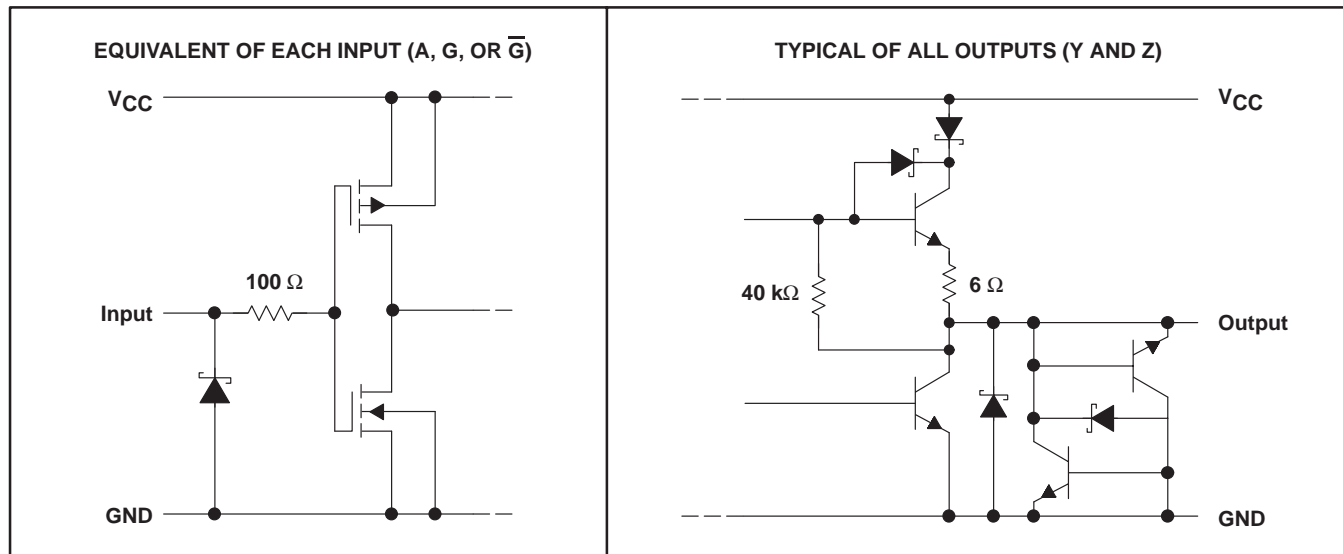 EQUIVALENT OF EACH INPUT (A, G, OR G̅)
VCC
100 Ω
Input
GND
TYPICAL OF ALL OUTPUTS (Y AND Z)
VCC
40 kΩ
6 Ω
Output
GND